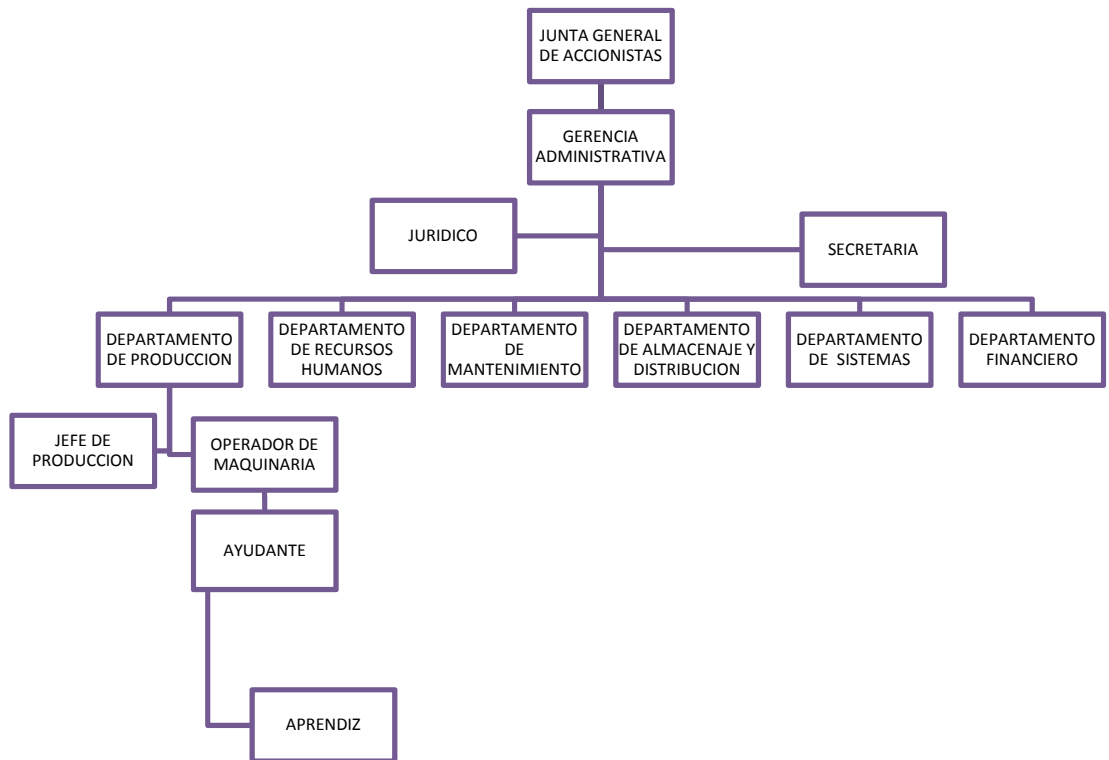 JUNTA GENERAL
DE ACCIONISTAS
GERENCIA
ADMINISTRATIVA
JURIDICO
SECRETARIA
DEPARTAMENTO
DE PRODUCCION
DEPARTAMENTO
DE RECURSOS
HUMANOS
DEPARTAMENTO
DE
MANTENIMIENTO
DEPARTAMENTO
DE ALMACENAJE Y
DISTRIBUCION
DEPARTAMENTO
DE SISTEMAS
DEPARTAMENTO
FINANCIERO
JEFE DE
PRODUCCION
OPERADOR DE
MAQUINARIA
AYUDANTE
APRENDIZ